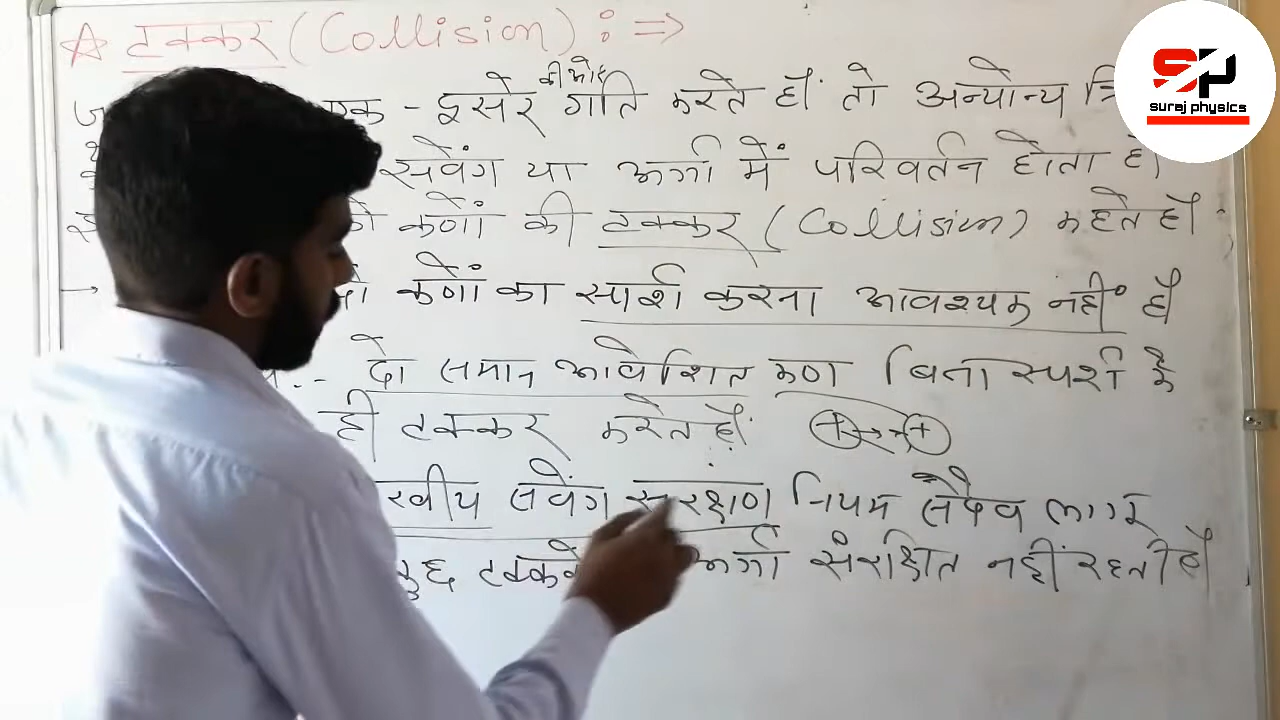 ☆ टक्कर (Collision) : ⇒
की ओर
एक - दूसरे गति करते हैं तो अन्योन्य
संवेग या ऊर्जा में परिवर्तन होता है
कणों की टक्कर (Collision) कहते हैं
→ कणों का स्पर्श करना आवश्यक नहीं है
दो समान आवेशित कण बिना स्पर्श के
ही टक्कर करते हैं + → +
रेखीय संवेग संरक्षण नियम सदैव लागू
कुछ ऊर्जा संरक्षित नहीं रहती है
SP
suraj physics